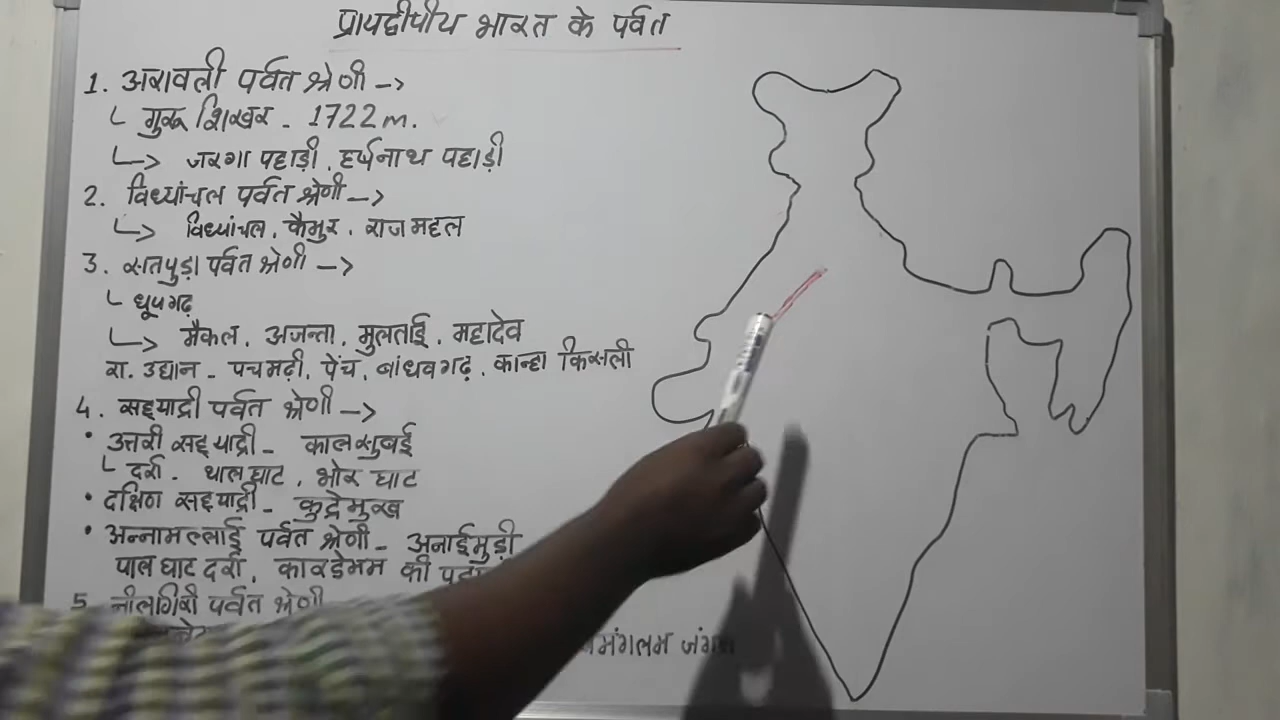 प्रायद्वीपीय भारत के पर्वत
1. अरावली पर्वत श्रेणी ->
└ गुरू शिखर - 1722 m.
└-> जरगा पहाड़ी, हर्षनाथ पहाड़ी
2. विध्यांचल पर्वत श्रेणी ->
└-> विध्यांचल, कैमुर, राजमहल
3. सतपुड़ा पर्वत श्रेणी ->
└ धूपगढ़
└-> मैकल, अजन्ता, मुलताई, महादेव
रा. उद्यान - पचमढ़ी, पेंच, बांधवगढ़, कान्हा किसली
4. सह्याद्री पर्वत श्रेणी ->
• उत्तरी सह्याद्री - कालसुबई
└ दर्रा - थालघाट, भोर घाट
• दक्षिण सह्याद्री - कुद्रेमुख
• अन्नामल्लाई पर्वत श्रेणी - अनाईमुड़ी
पालघाट दर्रा, कारडेमम की
5. नीलगिरी पर्वत श्रेणी